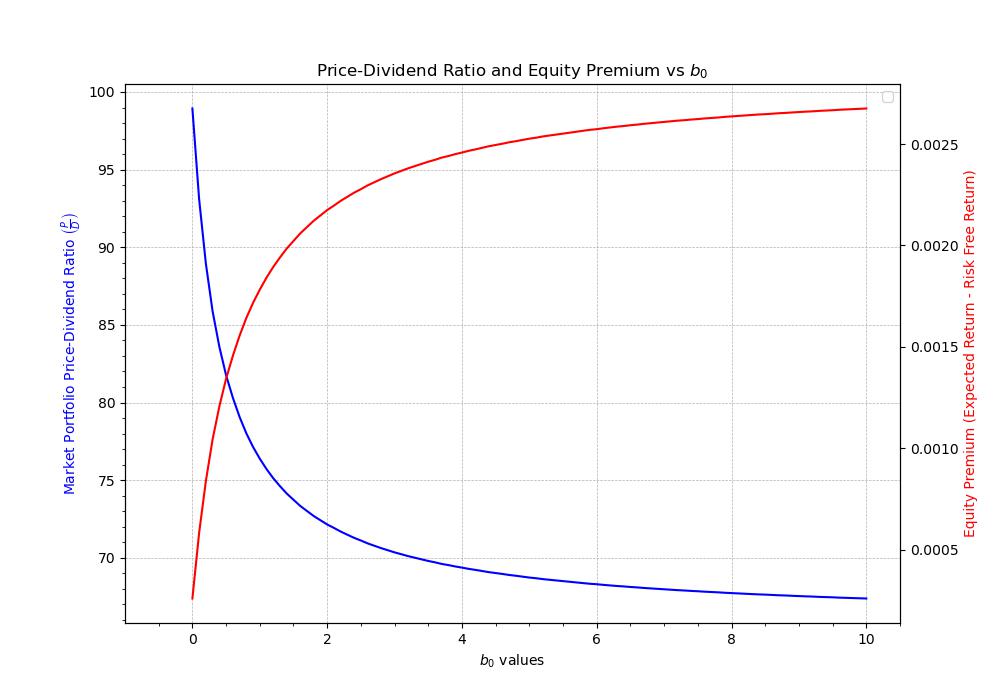 Price-Dividend Ratio and Equity Premium vs b₀
100
95
90
85
80
75
70
Market Portfolio Price-Dividend Ratio (P/D)
0.0025
0.0020
0.0015
0.0010
0.0005
Equity Premium (Expected Return - Risk Free Return)
0 2 4 6 8 10
b₀ values